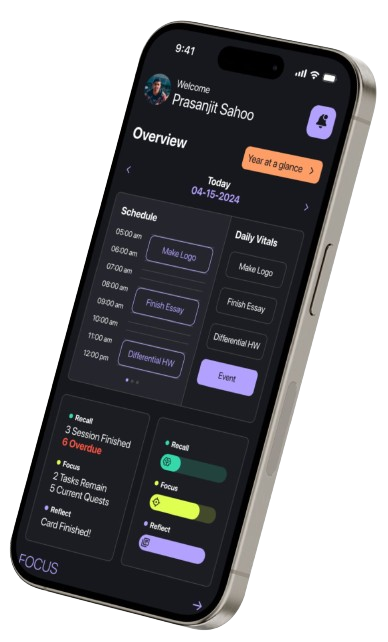 9:41
Welcome
Prasanjit Sahoo
Overview
Year at a glance
Today
04-15-2024
Schedule
05:00 am
06:00 am
07:00 am
08:00 am
09:00 am
10:00 am
11:00 am
12:00 pm
Make Logo
Finish Essay
Differential HW
Daily Vitals
Make Logo
Finish Essay
Differential HW
Event
Recall
3 Session Finished
6 Overdue
Focus
2 Tasks Remain
5 Current Quests
Reflect
Card Finished!
Recall
Focus
Reflect
FOCUS